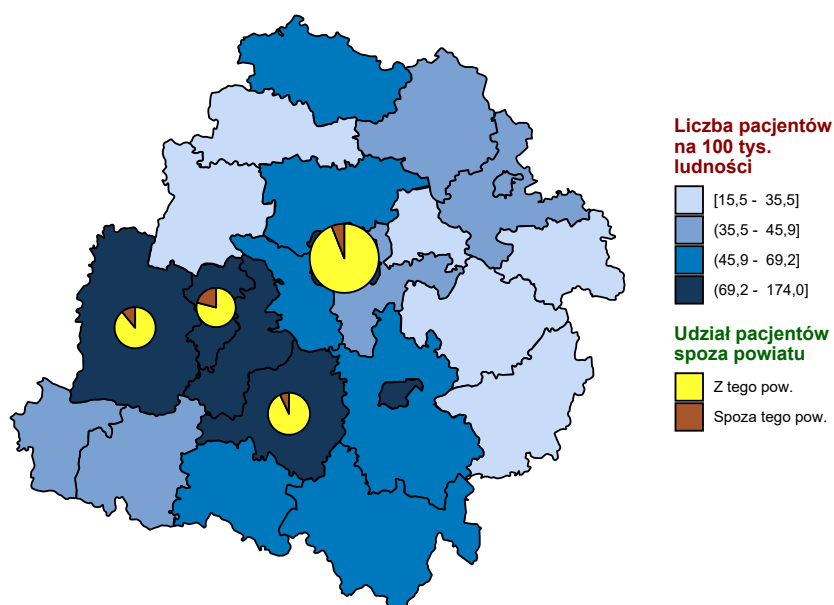 Liczba pacjentów
na 100 tys.
ludności
[15,5 - 35,5]
(35,5 - 45,9]
(45,9 - 69,2]
(69,2 - 174,0]
Udział pacjentów
spoza powiatu
Z tego pow.
Spoza tego pow.